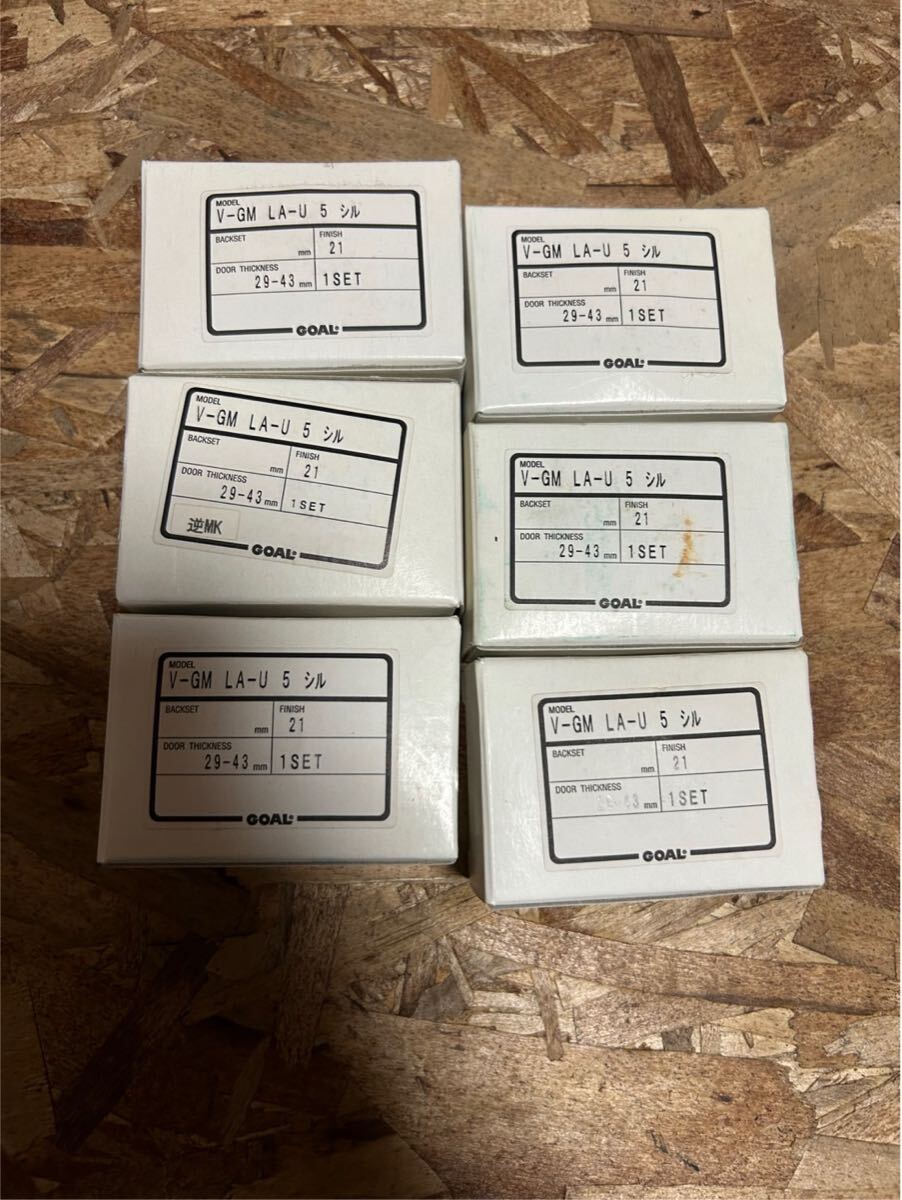 MODEL
V-GM LA-U 5 シル
BACKSET mm FINISH 21
DOOR THICKNESS 29-43 mm 1SET
GOAL®
MODEL
V-GM LA-U 5 シル
BACKSET mm FINISH 21
DOOR THICKNESS 29-43 mm 1SET
GOAL®
MODEL
V-GM LA-U 5 シル
BACKSET mm FINISH 21
DOOR THICKNESS 29-43 mm 1SET
逆MK
GOAL®
MODEL
V-GM LA-U 5 シル
BACKSET mm FINISH 21
DOOR THICKNESS 29-43 mm 1SET
GOAL®
MODEL
V-GM LA-U 5 シル
BACKSET mm FINISH 21
DOOR THICKNESS 29-43 mm 1SET
GOAL®
MODEL
V-GM LA-U 5 シル
BACKSET mm FINISH 21
DOOR THICKNESS mm 1SET
GOAL®